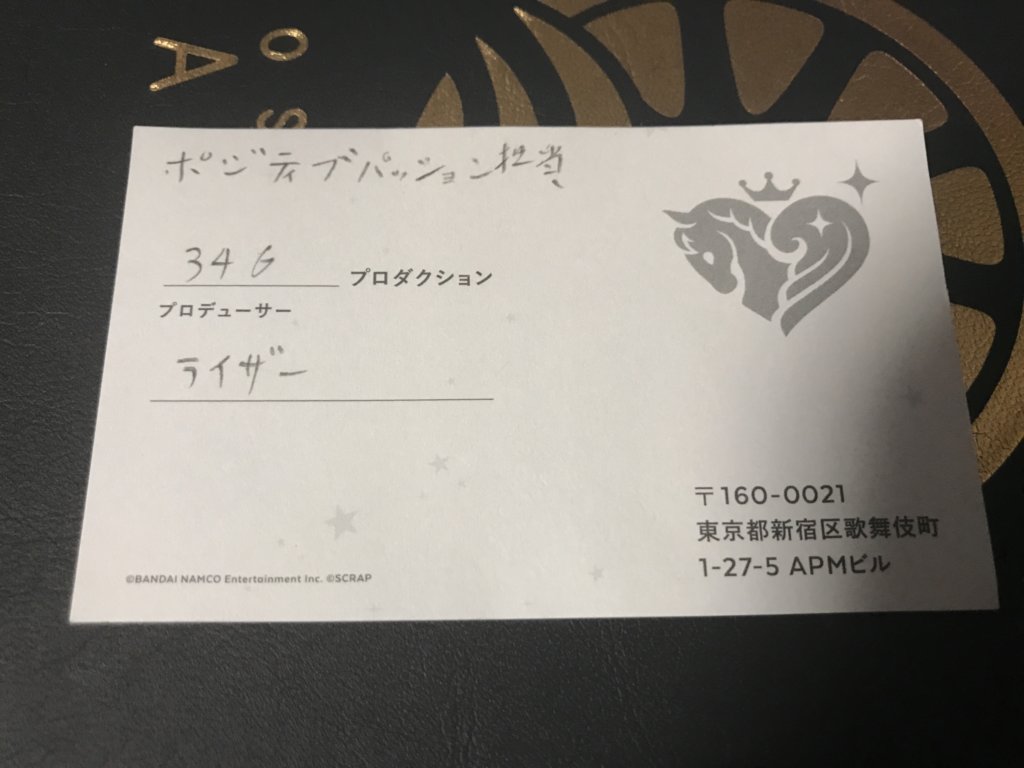 OS
A
ポジティブパッション担当
346 プロダクション
プロデューサー
ライザー
〒160-0021
東京都新宿区歌舞伎町
1-27-5 APMビル
©BANDAI NAMCO Entertainment Inc. ©SCRAP